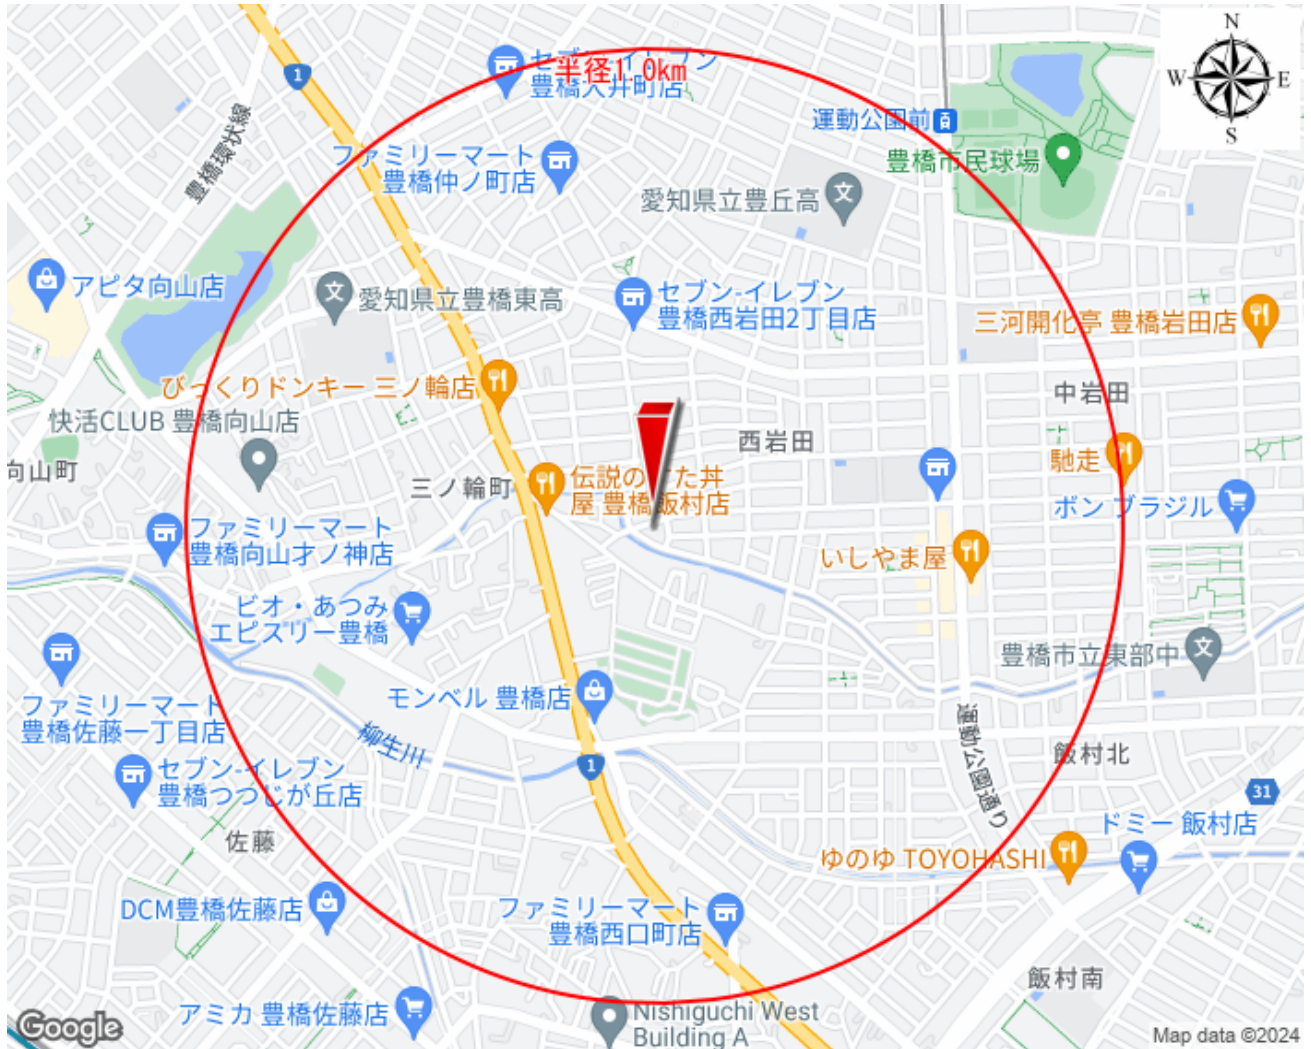 N
W
E
S
1
セブン-イレブン
豊橋大井町店
半径1.0km
豊橋環状線
ファミリーマート
豊橋仲ノ町店
運動公園前
豊橋市民球場
愛知県立豊丘高
アピタ向山店
愛知県立豊橋東高
セブン-イレブン
豊橋西岩田2丁目店
三河開化亭 豊橋岩田店
びっくりドンキー 三ノ輪店
中岩田
快活CLUB 豊橋向山店
西岩田
向山町
三ノ輪町
伝説のすた丼
屋 豊橋飯村店
馳走
ボン ブラジル
ファミリーマート
豊橋向山才ノ神店
いしやま屋
ビオ・あつみ
エピスリー豊橋
豊橋市立東部中
ファミリーマート
豊橋佐藤一丁目店
モンベル 豊橋店
柳生川
運動公園通り
飯村北
セブン-イレブン
豊橋つつじが丘店
1
31
佐藤
ドミー 飯村店
ゆのゆ TOYOHASHI
DCM豊橋佐藤店
ファミリーマート
豊橋西口町店
飯村南
アミカ 豊橋佐藤店
Nishiguchi West
Building A
Google
Map data ©2024